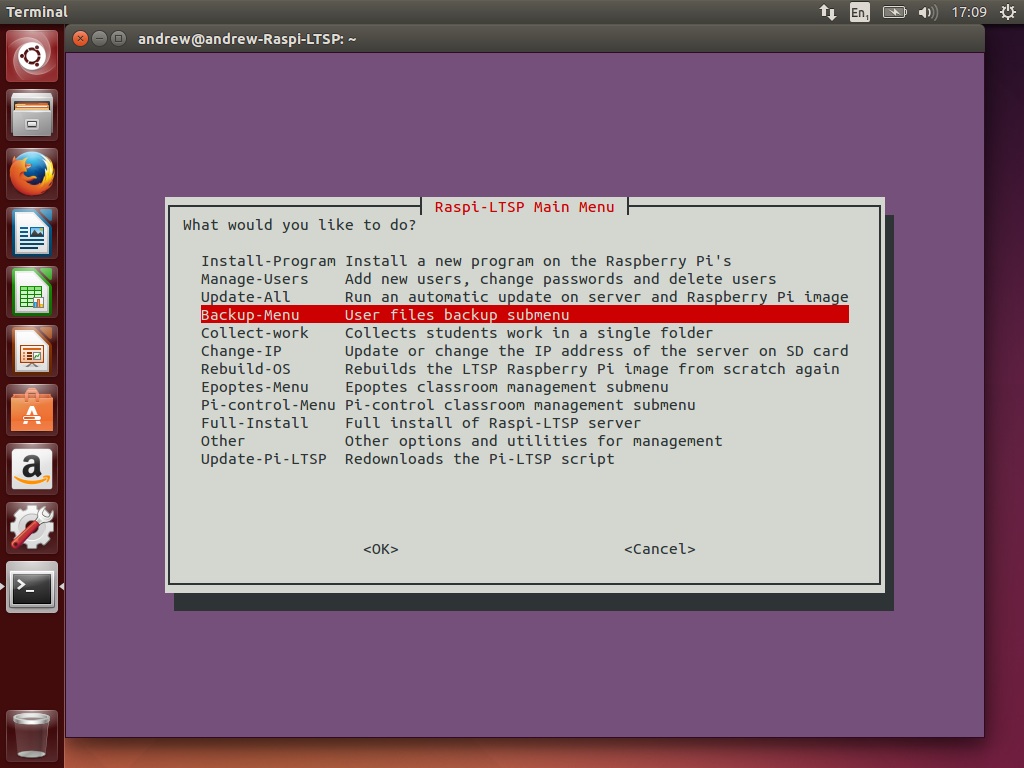 Terminal
En1
17:09
andrew@andrew-Raspi-LTSP: ~
Raspi-LTSP Main Menu
What would you like to do?
Install-Program Install a new program on the Raspberry Pi's
Manage-Users Add new users, change passwords and delete users
Update-All Run an automatic update on server and Raspberry Pi image
Backup-Menu User files backup submenu
Collect-work Collects students work in a single folder
Change-IP Update or change the IP address of the server on SD card
Rebuild-OS Rebuilds the LTSP Raspberry Pi image from scratch again
Epoptes-Menu Epoptes classroom management submenu
Pi-control-Menu Pi-control classroom management submenu
Full-Install Full install of Raspi-LTSP server
Other Other options and utilities for management
Update-Pi-LTSP Redownloads the Pi-LTSP script
<OK> <Cancel>